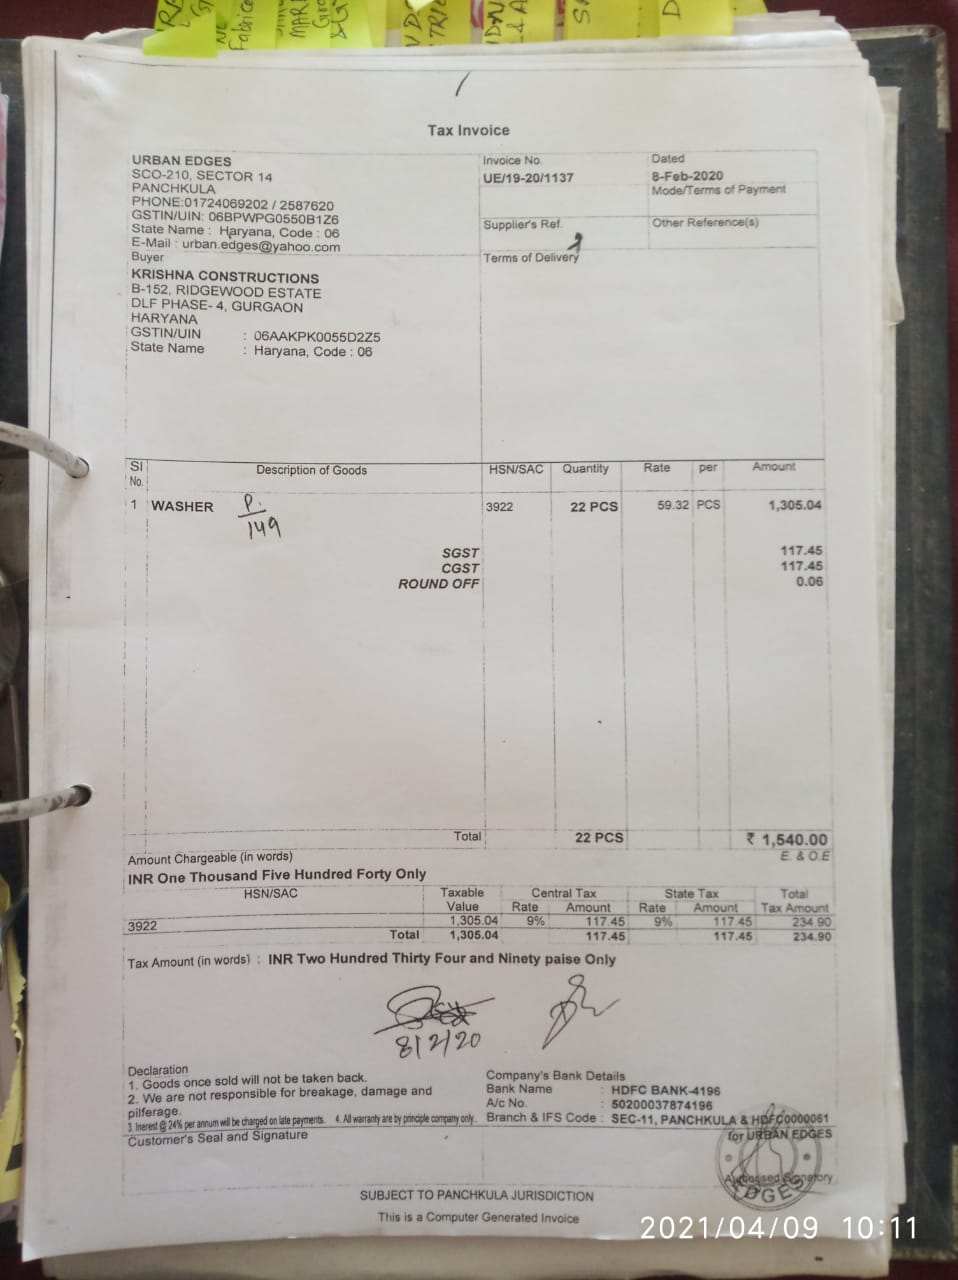 Tax Invoice
URBAN EDGES
SCO-210, SECTOR 14
PANCHKULA
PHONE:01724069202 / 2587620
GSTIN/UIN: 06BPWPG0550B1Z6
State Name : Haryana, Code : 06
E-Mail : urban.edges@yahoo.com
Invoice No.
UE/19-20/1137
Dated
8-Feb-2020
Mode/Terms of Payment
Supplier's Ref.
Other Reference(s)
Buyer
KRISHNA CONSTRUCTIONS
B-152, RIDGEWOOD ESTATE
DLF PHASE- 4, GURGAON
HARYANA
GSTIN/UIN : 06AAKPK0055D2Z5
State Name : Haryana, Code : 06
Terms of Delivery
SI No. Description of Goods HSN/SAC Quantity Rate per Amount
1 WASHER 3922 22 PCS 59.32 PCS 1,305.04
P.
149
SGST 117.45
CGST 117.45
ROUND OFF 0.06
Total 22 PCS ₹ 1,540.00
Amount Chargeable (in words) E. & O.E
INR One Thousand Five Hundred Forty Only
HSN/SAC Taxable Value Central Tax State Tax Total Tax Amount
Rate Amount Rate Amount
3922 1,305.04 9% 117.45 9% 117.45 234.90
Total 1,305.04 117.45 117.45 234.90
Tax Amount (in words) : INR Two Hundred Thirty Four and Ninety paise Only
8/2/20
Declaration
1. Goods once sold will not be taken back.
2. We are not responsible for breakage, damage and
pilferage.
3. Inerest @ 24% per annum will be charged on late payments. 4. All warranty are by principle company only.
Company's Bank Details
Bank Name : HDFC BANK-4196
A/c No. : 50200037874196
Branch & IFS Code : SEC-11, PANCHKULA & HDFC0000061
Customer's Seal and Signature
for URBAN EDGES
Authorised Signatory
EDGES
SUBJECT TO PANCHKULA JURISDICTION
This is a Computer Generated Invoice
2021/04/09 10:11